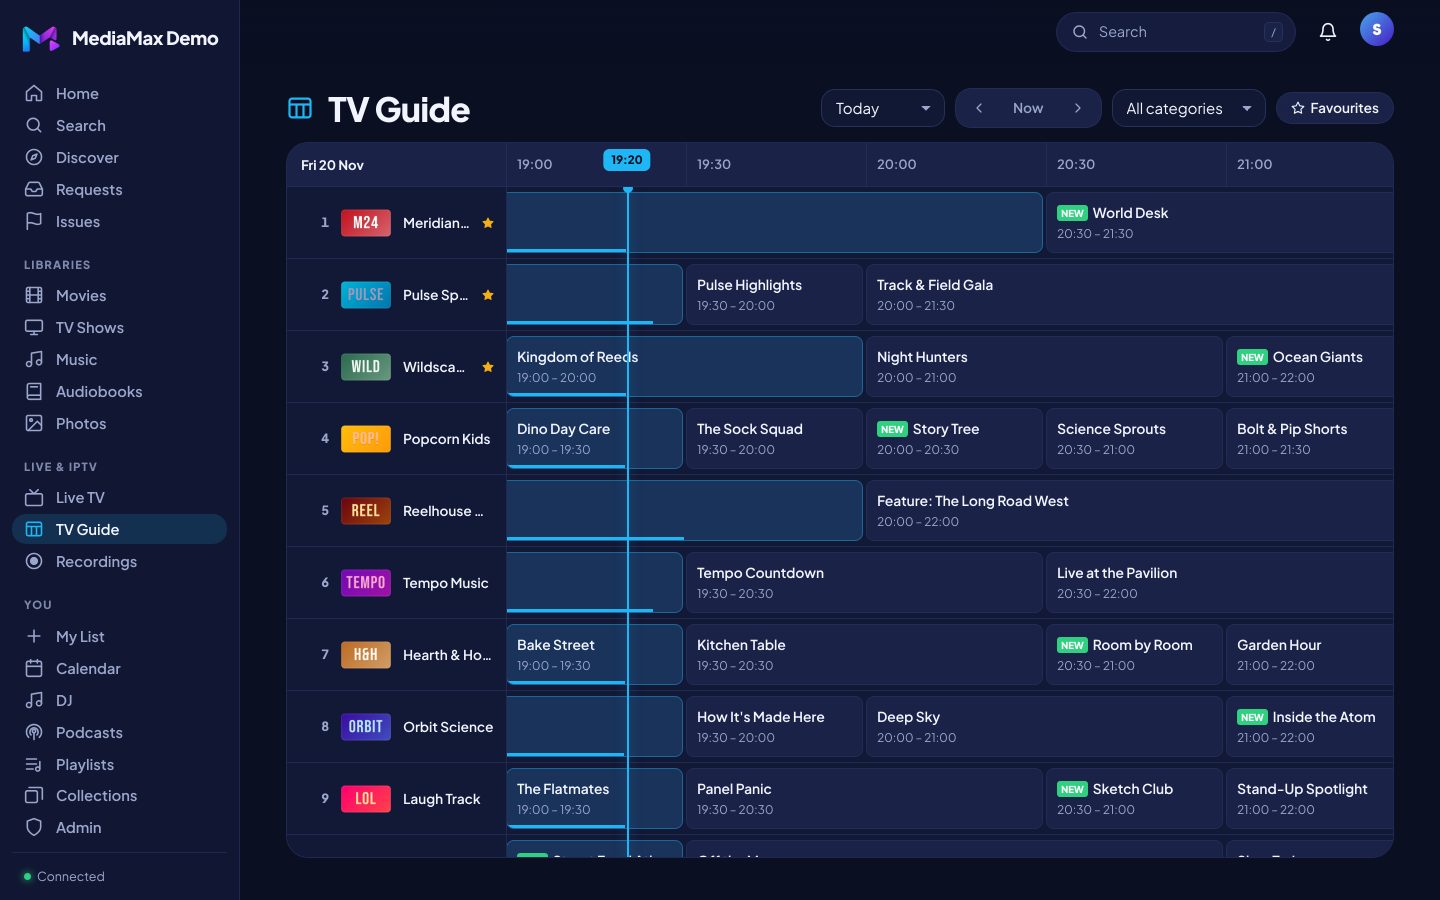 MediaMax Demo
Search
/
S
Home
Search
Discover
Requests
Issues
LIBRARIES
Movies
TV Shows
Music
Audiobooks
Photos
LIVE & IPTV
Live TV
TV Guide
Recordings
YOU
My List
Calendar
DJ
Podcasts
Playlists
Collections
Admin
Connected
TV Guide
Today
Now
All categories
Favourites
Fri 20 Nov
19:00
19:20
19:30
20:00
20:30
21:00
1
M24
Meridian...
NEW World Desk
20:30 – 21:30
2
PULSE
Pulse Sp...
Pulse Highlights
19:30 – 20:00
Track & Field Gala
20:00 – 21:30
3
WILD
Wildsca...
Kingdom of Reeds
19:00 – 20:00
Night Hunters
20:00 – 21:00
NEW Ocean Giants
21:00 – 22:00
4
POP!
Popcorn Kids
Dino Day Care
19:00 – 19:30
The Sock Squad
19:30 – 20:00
NEW Story Tree
20:00 – 20:30
Science Sprouts
20:30 – 21:00
Bolt & Pip Shorts
21:00 – 21:30
5
REEL
Reelhouse ...
Feature: The Long Road West
20:00 – 22:00
6
TEMPO
Tempo Music
Tempo Countdown
19:30 – 20:30
Live at the Pavilion
20:30 – 22:00
7
H&H
Hearth & Ho...
Bake Street
19:00 – 19:30
Kitchen Table
19:30 – 20:30
NEW Room by Room
20:30 – 21:00
Garden Hour
21:00 – 22:00
8
ORBIT
Orbit Science
How It's Made Here
19:30 – 20:00
Deep Sky
20:00 – 21:00
NEW Inside the Atom
21:00 – 22:00
9
LOL
Laugh Track
The Flatmates
19:00 – 19:30
Panel Panic
19:30 – 20:30
NEW Sketch Club
20:30 – 21:00
Stand-Up Spotlight
21:00 – 22:00